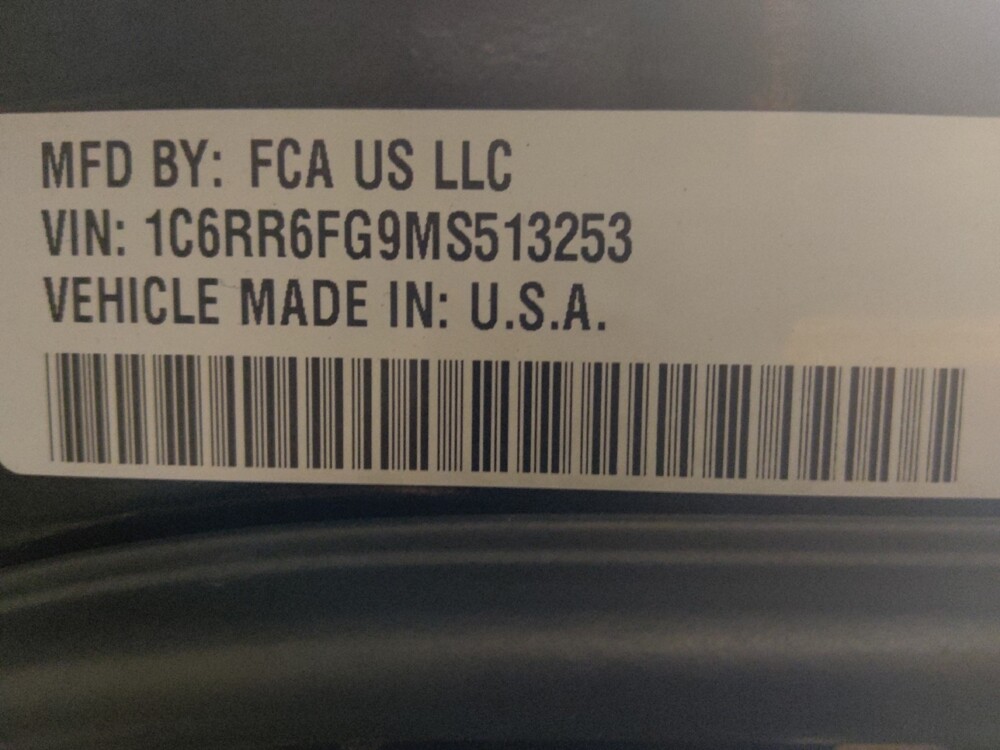 MFD BY: FCA US LLC
VIN: 1C6RR6FG9MS513253
VEHICLE MADE IN: U.S.A.